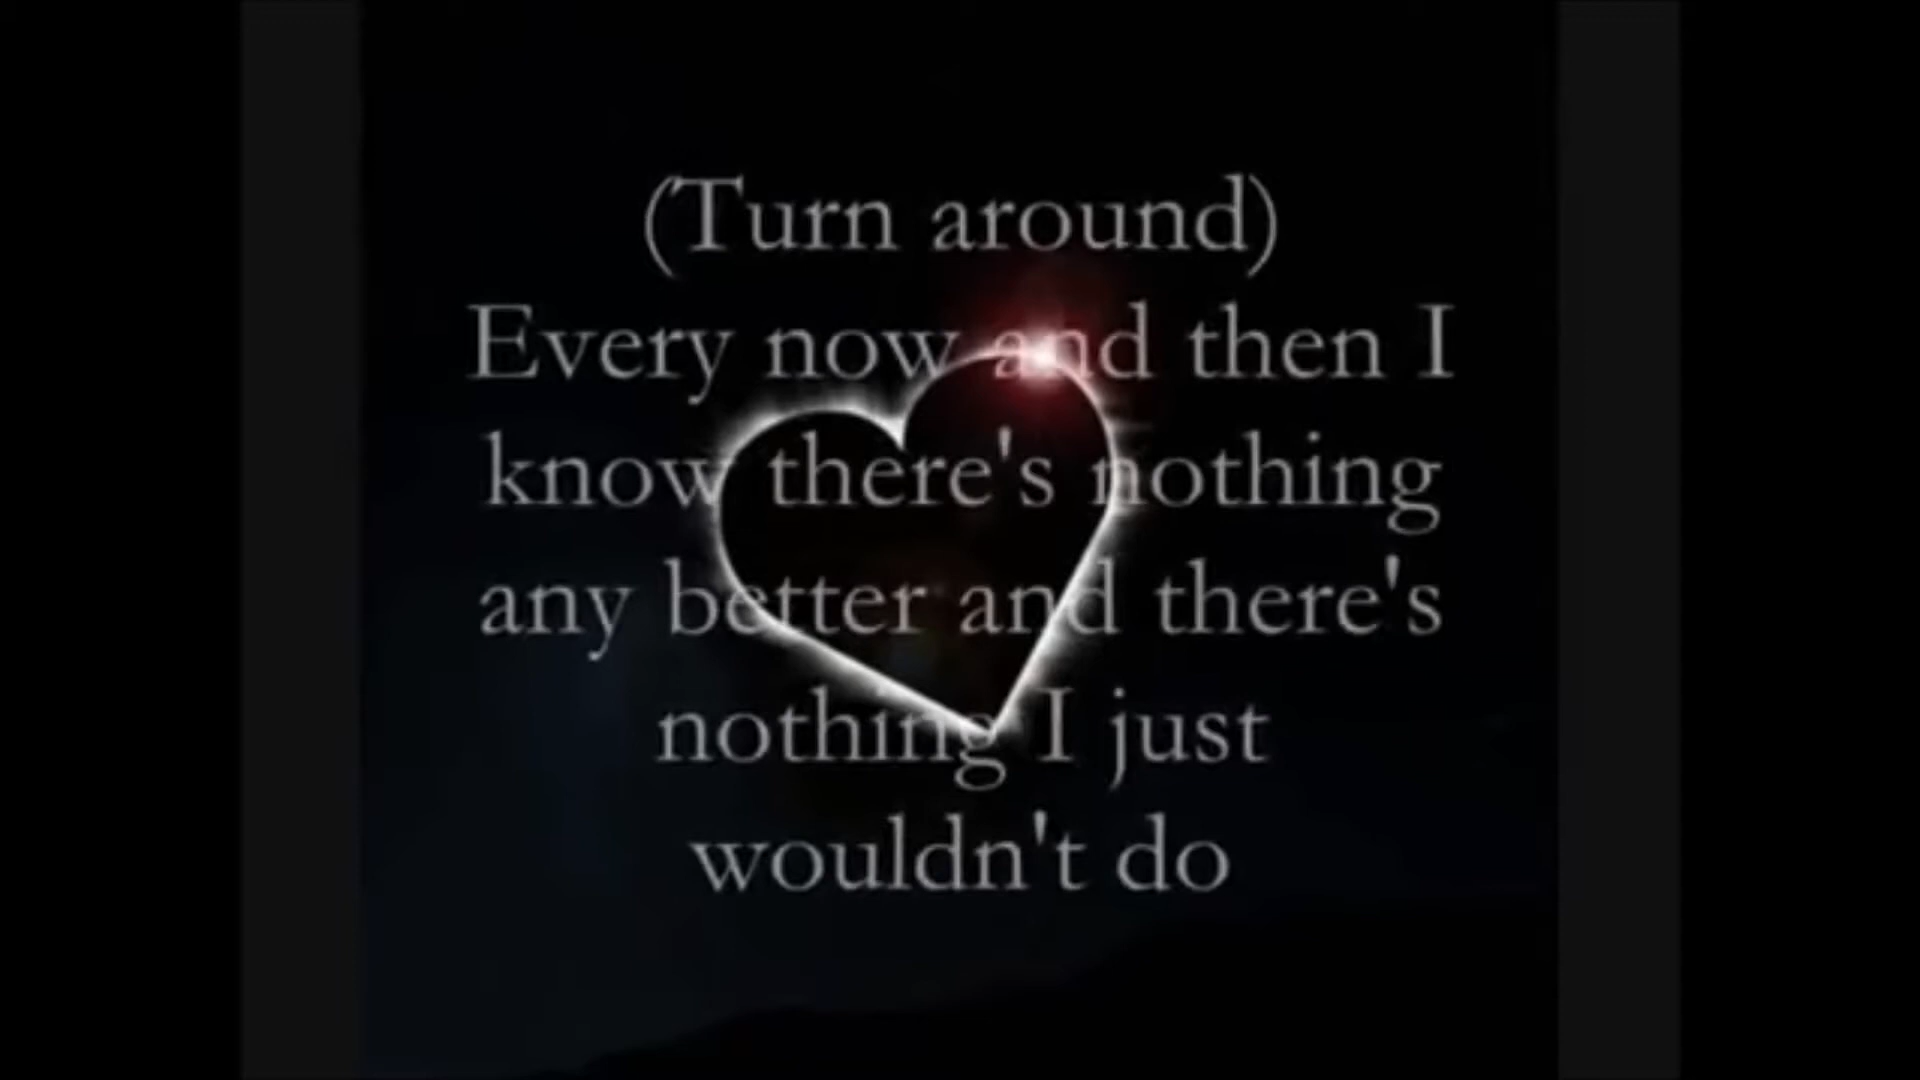 (Turn around)
Every now and then I
know there's nothing
any better and there's
nothing I just
wouldn't do